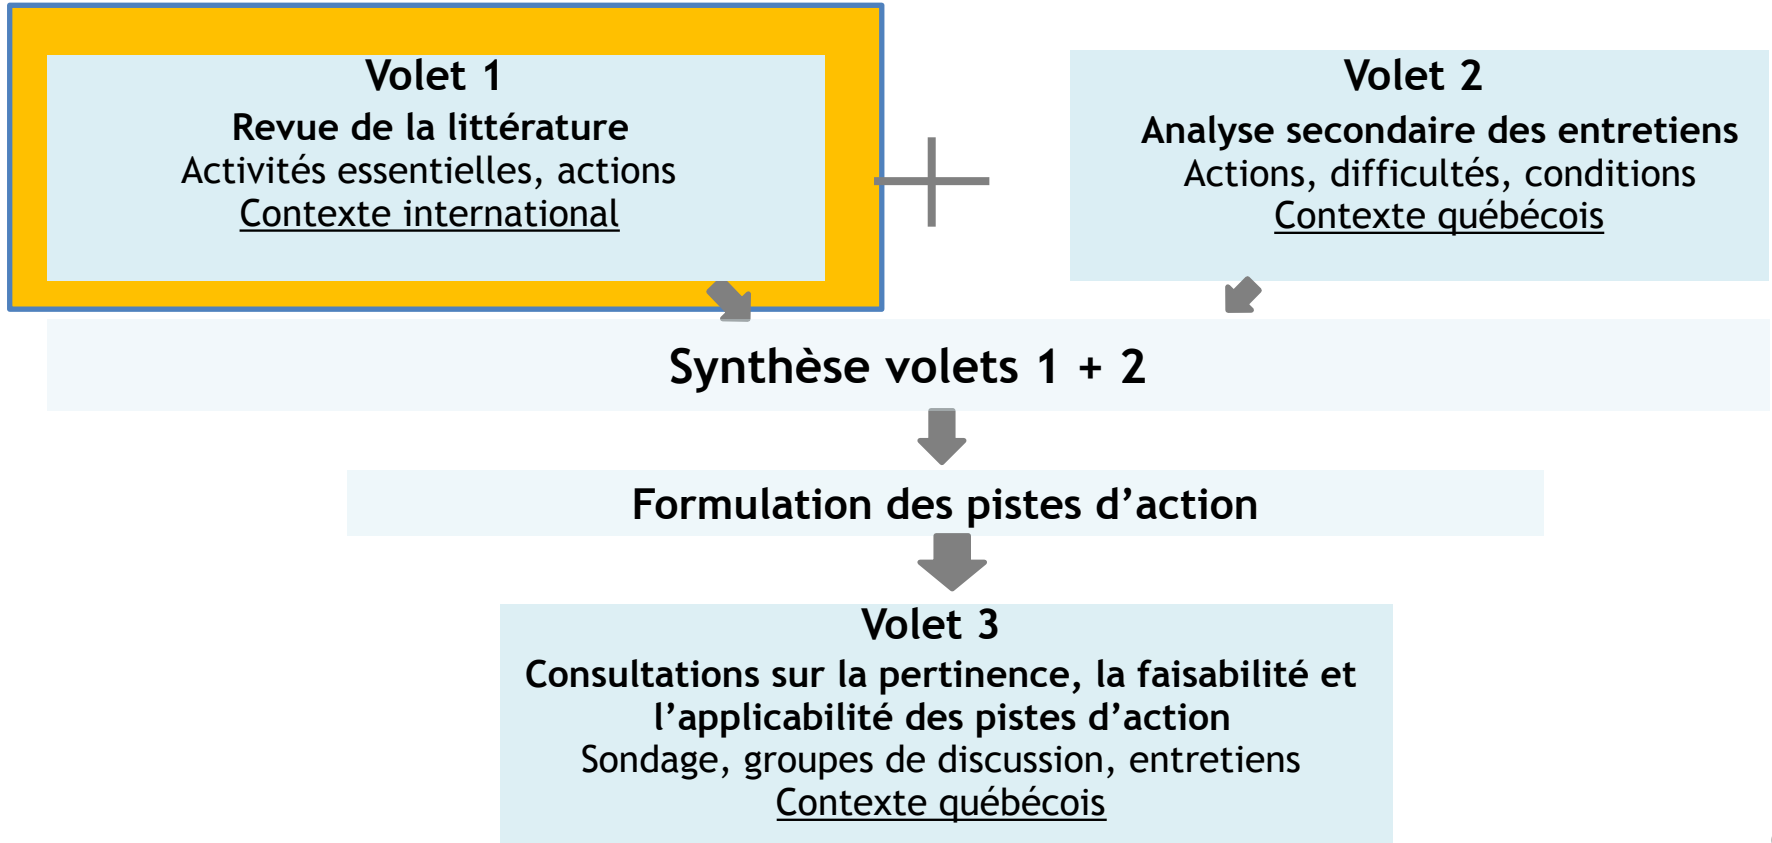 Volet 1
Revue de la littérature
Activités essentielles, actions
Contexte international
Volet 2
Analyse secondaire des entretiens
Actions, difficultés, conditions
Contexte québécois
Synthèse volets 1 + 2
Formulation des pistes d’action
Volet 3
Consultations sur la pertinence, la faisabilité et
l’applicabilité des pistes d’action
Sondage, groupes de discussion, entretiens
Contexte québécois